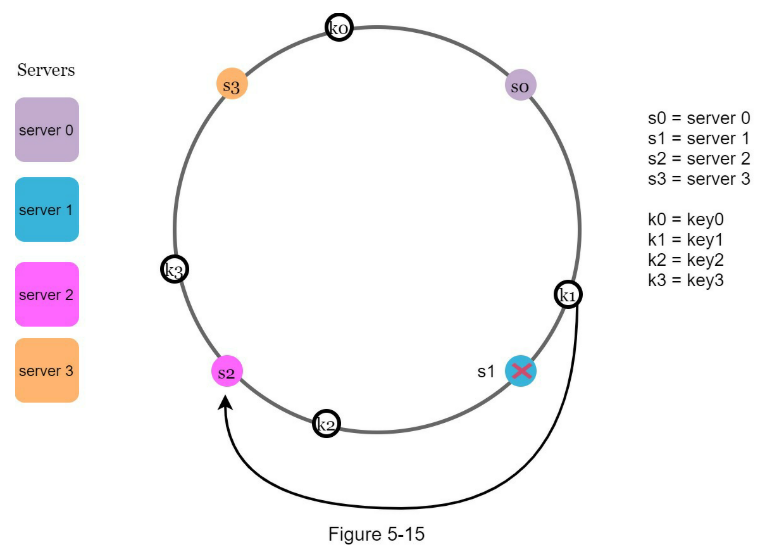 k0
Servers
s3
s0
server 0
s0 = server 0
s1 = server 1
s2 = server 2
s3 = server 3
server 1
k0 = key0
k1 = key1
k2 = key2
k3 = key3
k3
server 2
k1
server 3
s2
s1
k2
Figure 5-15